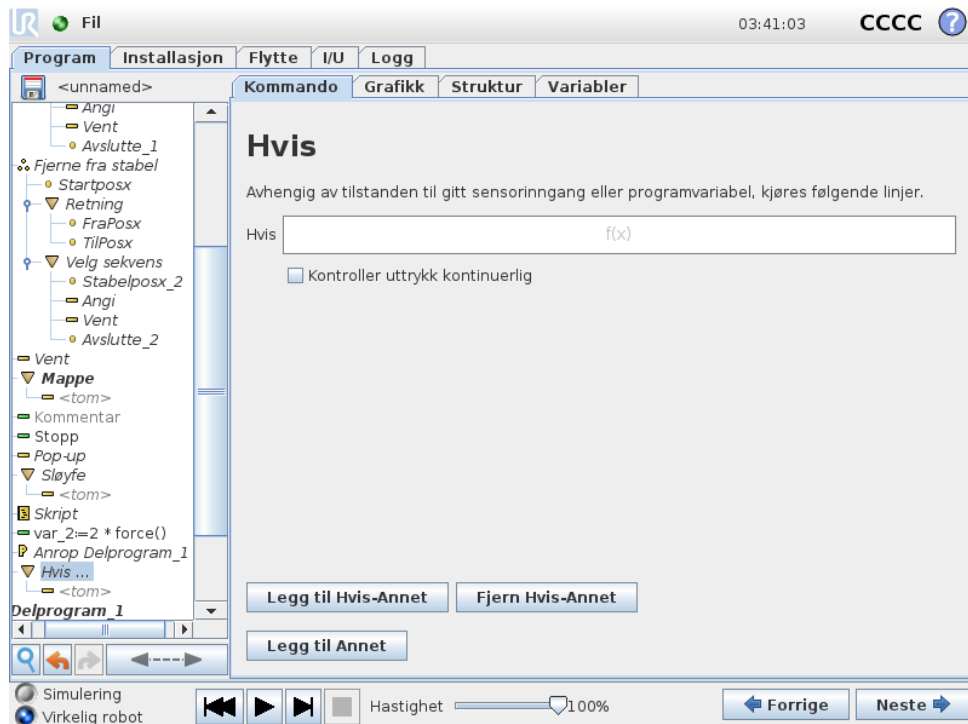 UR Fil 03:41:03 CCCC ?
Program Installasjon Flytte I/U Logg
<unnamed>
Kommando Grafikk Struktur Variabler
Angi
Vent
Avslutte_1
Fjerne fra stabel
Startposx
Retning
FraPosx
TilPosx
Velg sekvens
Stabelposx_2
Angi
Vent
Avslutte_2
Vent
Mappe
<tom>
Kommentar
Stopp
Pop-up
Sløyfe
<tom>
Skript
var_2:=2 * force()
P Anrop Delprogram_1
Hvis ...
<tom>
Delprogram_1
Hvis
Avhengig av tilstanden til gitt sensorinngang eller programvariabel, kjøres følgende linjer.
Hvis f(x)
Kontroller uttrykk kontinuerlig
Legg til Hvis-Annet Fjern Hvis-Annet
Legg til Annet
Simulering
Virkelig robot
Hastighet 100%
Forrige Neste